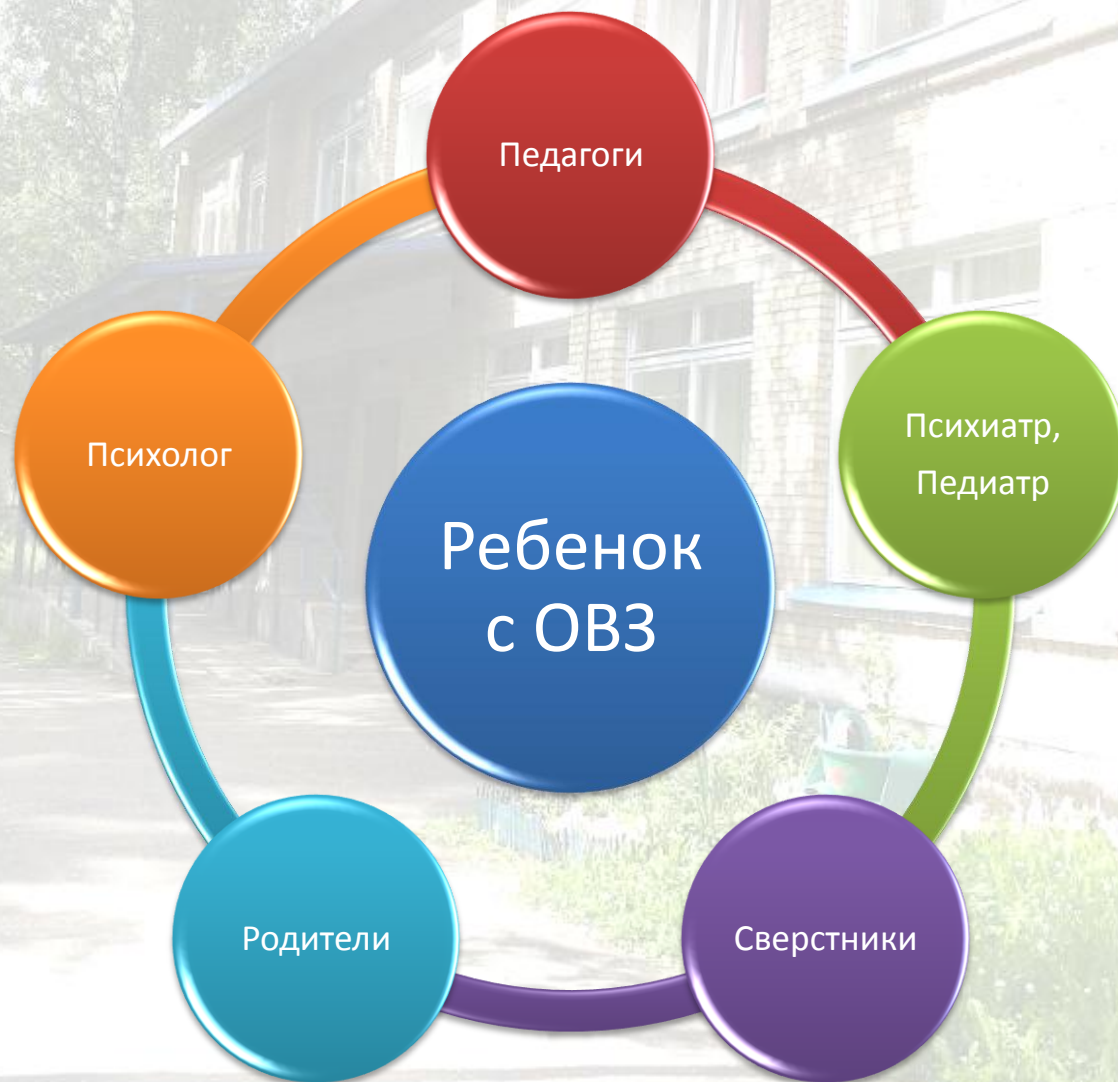 Педагоги
Психиатр,
Педиатр
Психолог
Ребенок
с ОВЗ
Родители
Сверстники